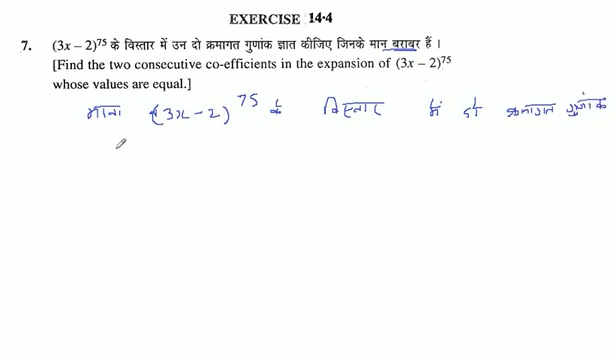 EXERCISE 14·4
7. (3x – 2)⁷⁵ के विस्तार में उन दो क्रमागत गुणांक ज्ञात कीजिए जिनके मान बराबर हैं ।
[Find the two consecutive co-efficients in the expansion of (3x – 2)⁷⁵
whose values are equal.]
माना (3x – 2)⁷⁵ के विस्तार में दो क्रमागत गुणांक